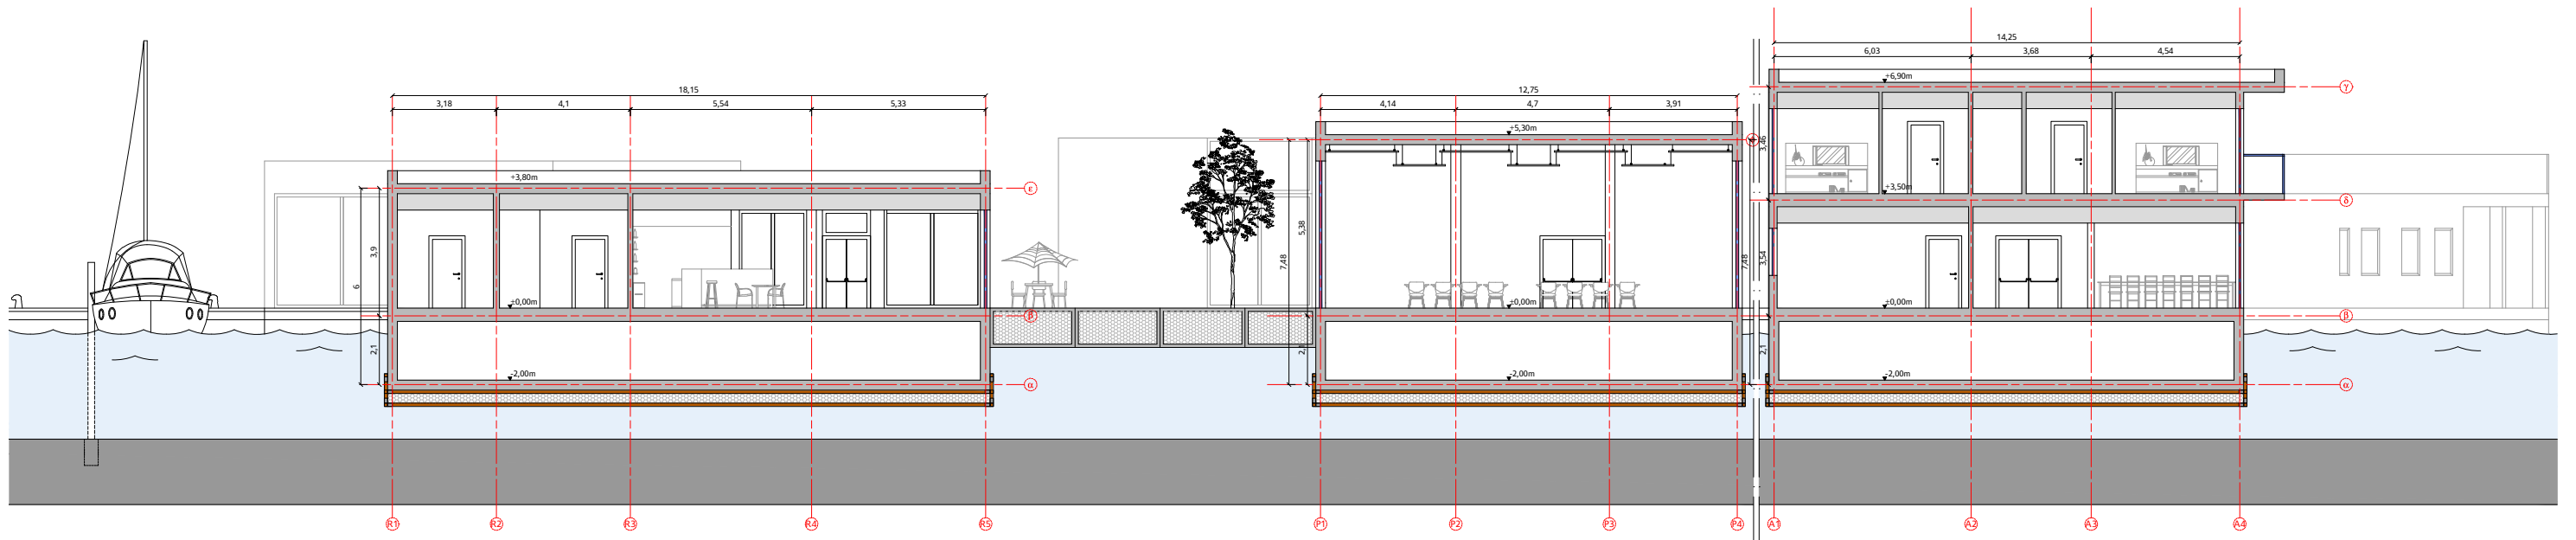 14,25
6,03 3,68 4,54
+6,90m
γ
18,15
3,18 4,1 5,54 5,33
12,75
4,14 4,7 3,91
+5,30m
3,46
+3,80m
ε
+3,50m
δ
3,9
5,38
7,48
7,48
3,54
6
±0,00m
±0,00m
±0,00m
β
β
2,1
2,1
2,1
-2,00m
-2,00m
-2,00m
α
α
R1 R2 R3 R4 R5 P1 P2 P3 P4 A1 A2 A3 A4